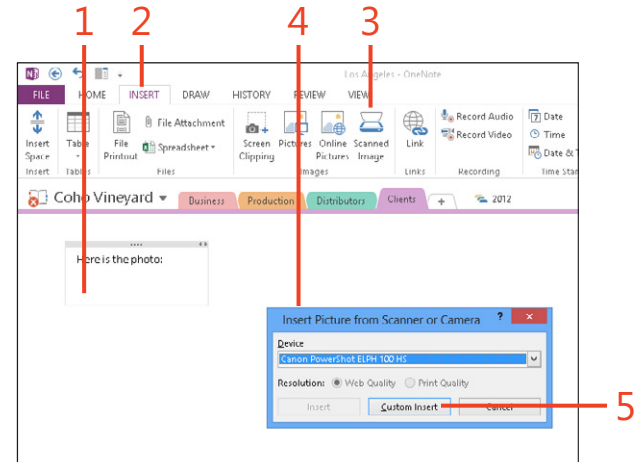 1 2 4 3
N
Los Angeles - OneNote
FILE HOME INSERT DRAW HISTORY REVIEW VIEW
Insert Space
Table
File Printout
File Attachment
Spreadsheet
Screen Clipping
Pictures
Online Pictures
Scanned Image
Link
Record Audio
Record Video
Date
Time
Date & T
Insert Tables Files Images Links Recording Time Star
Coho Vineyard Business Production Distributors Clients + 2012
Here is the photo:
Insert Picture from Scanner or Camera ? ×
Device
Canon PowerShot ELPH 100 HS
Resolution: Web Quality Print Quality
Insert Custom Insert Cancel
5